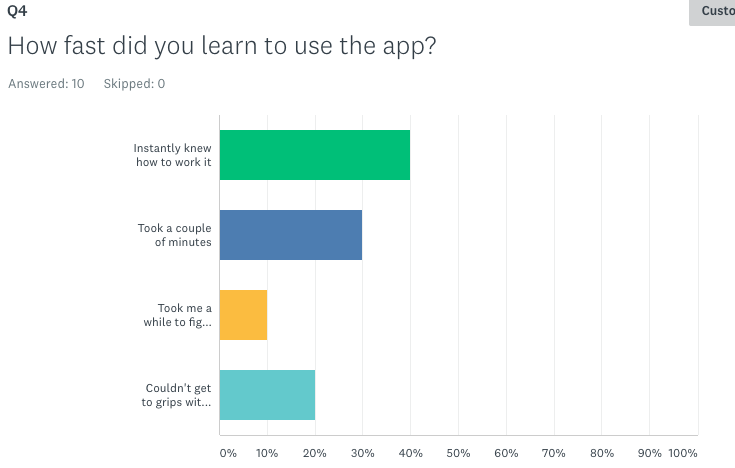 Q4
Custo
How fast did you learn to use the app?
Answered: 10 Skipped: 0
Instantly knew
how to work it
Took a couple
of minutes
Took me a
while to fig...
Couldn't get
to grips wit...
0% 10% 20% 30% 40% 50% 60% 70% 80% 90% 100%